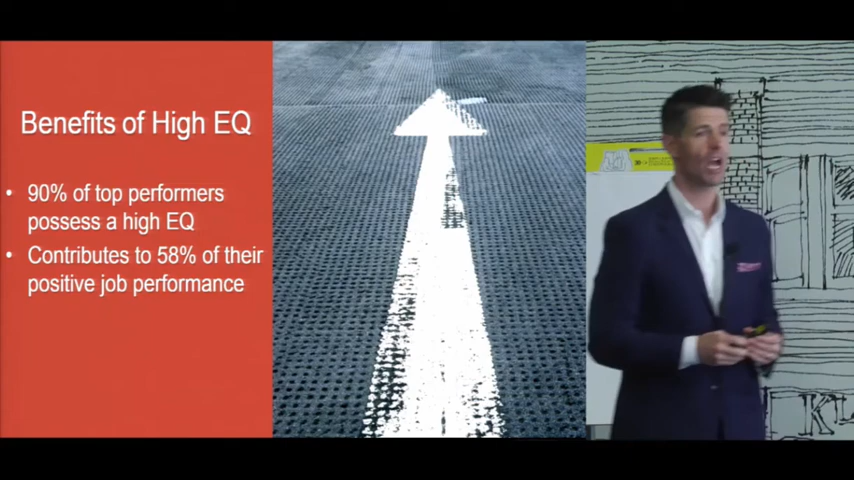 Benefits of High EQ
• 90% of top performers
possess a high EQ
• Contributes to 58% of their
positive job performance